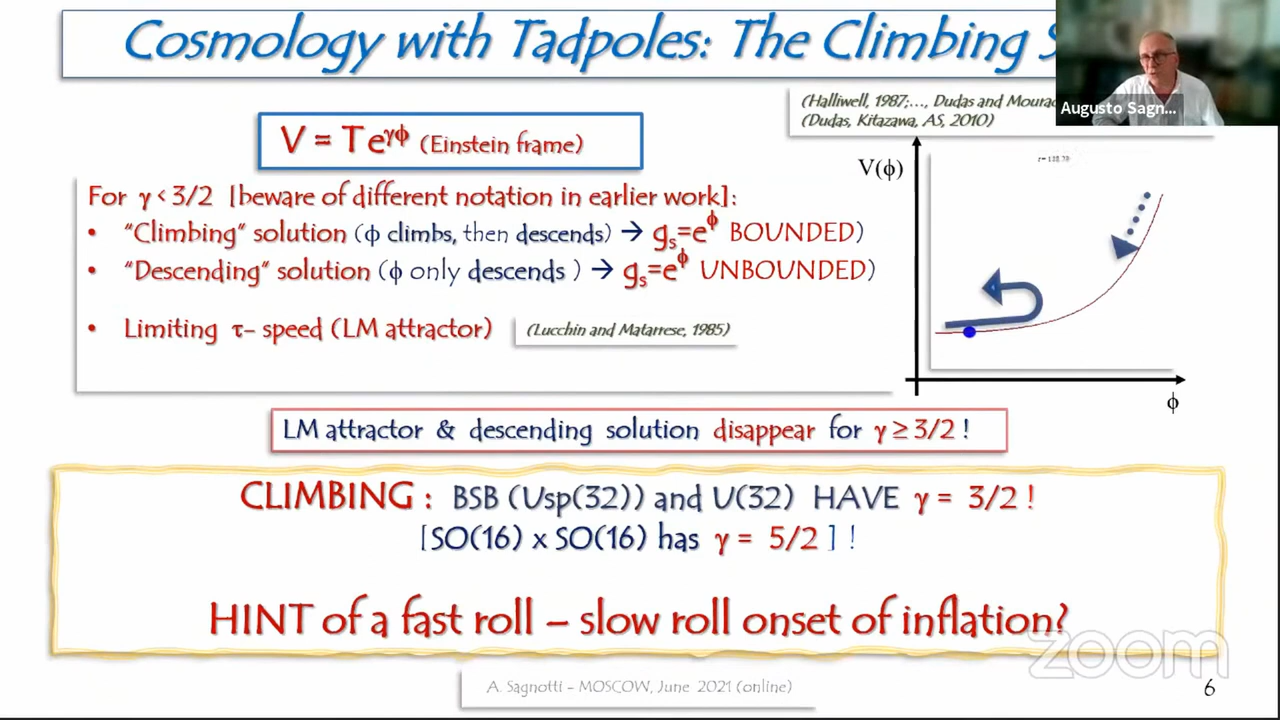 Cosmology with Tadpoles: The Climbing
(Halliwell, 1987;…, Dudas and
(Dudas, Kitazawa, AS, 2010)
Augusto Sagn...
V = T e^γϕ (Einstein frame)
For γ < 3/2 [beware of different notation in earlier work]:
• "Climbing" solution (ϕ climbs, then descends) → gₛ=e^ϕ BOUNDED)
• "Descending" solution (ϕ only descends ) → gₛ=e^ϕ UNBOUNDED)
• Limiting τ- speed (LM attractor)
(Lucchin and Matarrese, 1985)
V(ϕ)
ϕ
LM attractor & descending solution disappear for γ ≥ 3/2 !
CLIMBING : BSB (Usp(32)) and U(32) HAVE γ = 3/2 !
[SO(16) x SO(16) has γ = 5/2 ] !
HINT of a fast roll – slow roll onset of inflation?
zoom
A. Sagnotti – MOSCOW, June 2021 (online)
6